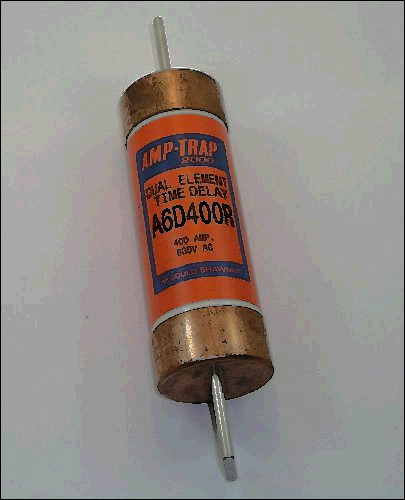 AMP-TRAP
2000
DUAL ELEMENT
TIME DELAY
A6D400R
400 AMP.
600V AC
GOULD SHAWMUT